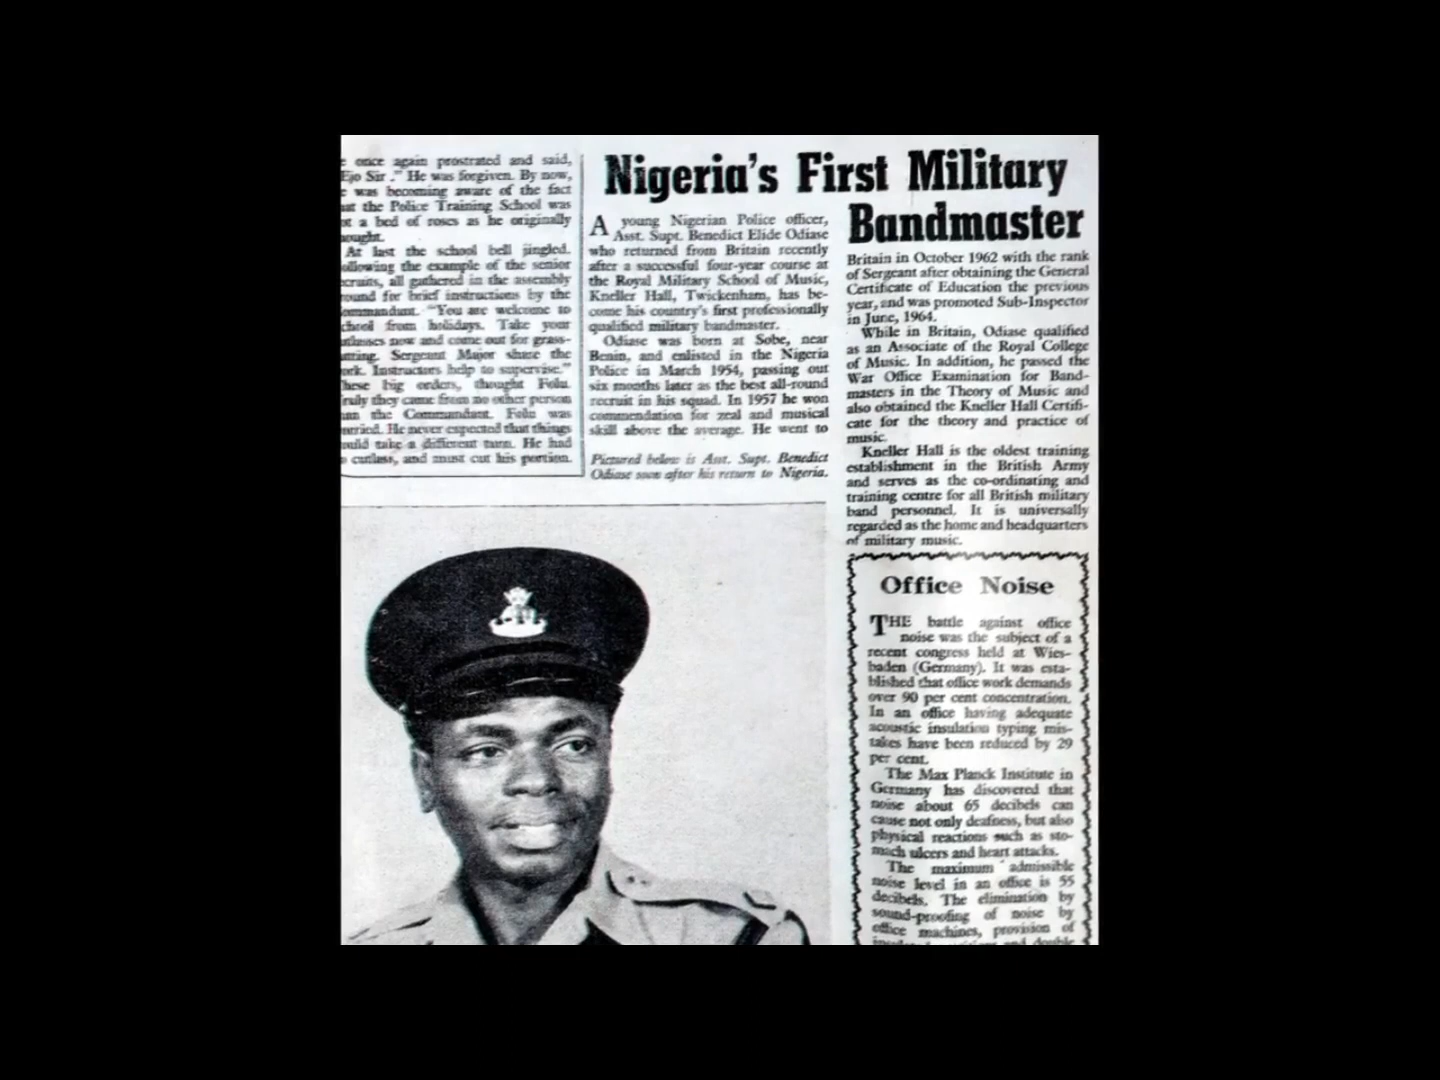 e once again prostrated and said,
Ejo Sir." He was forgiven. By now,
e was becoming aware of the fact
at the Police Training School was
ot a bed of roses as he originally
ought.
At last the school bell jingled.
ollowing the example of the senior
cruits, all gathered in the assembly
round for brief instructions by the
ommandant. "You are welcome to
chool from holidays. Take your
utlasses now and come out for grass-
utting. Sergeant Major share the
ork. Instructors help to supervise."
hese big orders, thought Folu.
ruly they came from no other person
an the Commandant. Folu was
orried. He never expected that things
ould take a different turn. He had
a cutlass, and must cut his portion.
Nigeria's First Military
Bandmaster
A young Nigerian Police officer,
Asst. Supt. Benedict Elide Odiase
who returned from Britain recently
after a successful four-year course at
the Royal Military School of Music,
Kneller Hall, Twickenham, has be-
come his country's first professionally
qualified military bandmaster.
Odiase was born at Sobe, near
Benin, and enlisted in the Nigeria
Police in March 1954, passing out
six months later as the best all-round
recruit in his squad. In 1957 he won
commendation for zeal and musical
skill above the average. He went to
Pictured below is Asst. Supt. Benedict
Odiase soon after his return to Nigeria.
Britain in October 1962 with the rank
of Sergeant after obtaining the General
Certificate of Education the previous
year, and was promoted Sub-Inspector
in June, 1964.
While in Britain, Odiase qualified
as an Associate of the Royal College
of Music. In addition, he passed the
War Office Examination for Band-
masters in the Theory of Music and
also obtained the Kneller Hall Certifi-
cate for the theory and practice of
music.
Kneller Hall is the oldest training
establishment in the British Army
and serves as the co-ordinating and
training centre for all British military
band personnel. It is universally
regarded as the home and headquarters
of military music.
Office Noise
THE battle against office
noise was the subject of a
recent congress held at Wies-
baden (Germany). It was esta-
blished that office work demands
over 90 per cent concentration.
In an office having adequate
acoustic insulation typing mis-
takes have been reduced by 29
per cent.
The Max Planck Institute in
Germany has discovered that
noise about 65 decibels can
cause not only deafness, but also
physical reactions such as sto-
mach ulcers and heart attacks.
The maximum admissible
noise level in an office is 55
decibels. The elimination by
sound-proofing of noise by
office machines, provision of
and double